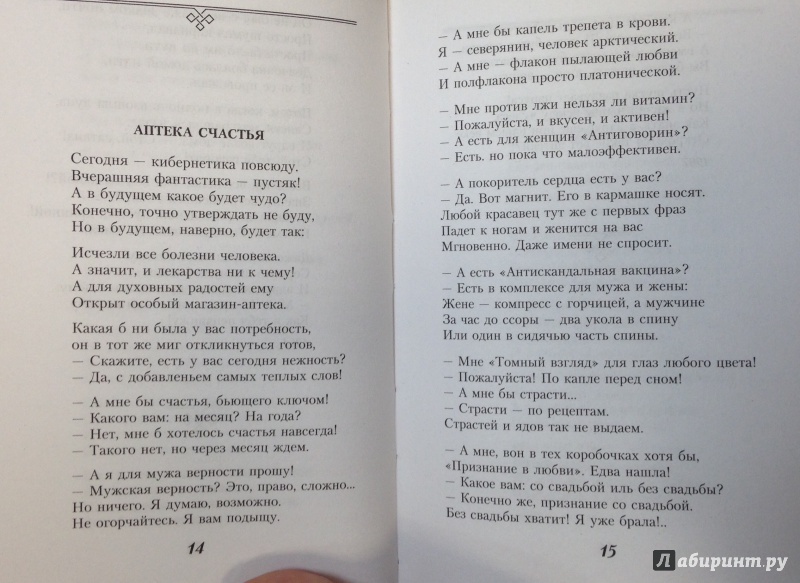 АПТЕКА СЧАСТЬЯ
Сегодня — кибернетика повсюду.
Вчерашняя фантастика — пустяк!
А в будущем какое будет чудо?
Конечно, точно утверждать не буду,
Но в будущем, наверно, будет так:
Исчезли все болезни человека.
А значит, и лекарства ни к чему!
А для духовных радостей ему
Открыт особый магазин-аптека.
Какая б ни была у вас потребность,
он в тот же миг откликнуться готов,
— Скажите, есть у вас сегодня нежность?
— Да, с добавленьем самых теплых слов!
— А мне бы счастья, бьющего ключом!
— Какого вам: на месяц? На года?
— Нет, мне б хотелось счастья навсегда!
— Такого нет, но через месяц ждем.
— А я для мужа верности прошу!
— Мужская верность? Это, право, сложно...
Но ничего. Я думаю, возможно.
Не огорчайтесь. Я вам подыщу.
14
— А мне бы капель трепета в крови.
Я — северянин, человек арктический.
— А мне — флакон пылающей любви
И полфлакона просто платонической.
— Мне против лжи нельзя ли витамин?
— Пожалуйста, и вкусен, и активен!
— А есть для женщин «Антиговорин»?
— Есть. но пока что малоэффективен.
— А покоритель сердца есть у вас?
— Да. Вот магнит. Его в кармашке носят.
Любой красавец тут же с первых фраз
Падет к ногам и женится на вас
Мгновенно. Даже имени не спросит.
— А есть «Антискандальная вакцина»?
— Есть в комплексе для мужа и жены:
Жене — компресс с горчицей, а мужчине
За час до ссоры — два укола в спину
Или один в сидячью часть спины.
— Мне «Томный взгляд» для глаз любого цвета!
— Пожалуйста! По капле перед сном!
— А мне бы страсти...
— Страсти — по рецептам.
Страстей и ядов так не выдаем.
— А мне, вон в тех коробочках хотя бы,
«Признание в любви». Едва нашла!
— Какое вам: со свадьбой иль без свадьбы?
— Конечно же, признание со свадьбой.
Без свадьбы хватит! Я уже брала!..
15
Лабиринт.ру